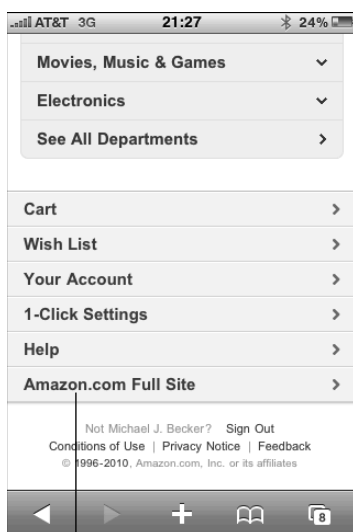 AT&T 3G 21:27 24%
Movies, Music & Games
Electronics
See All Departments
Cart
Wish List
Your Account
1-Click Settings
Help
Amazon.com Full Site
Not Michael J. Becker? Sign Out
Conditions of Use | Privacy Notice | Feedback
© 1996-2010, Amazon.com, Inc. or its affiliates
8